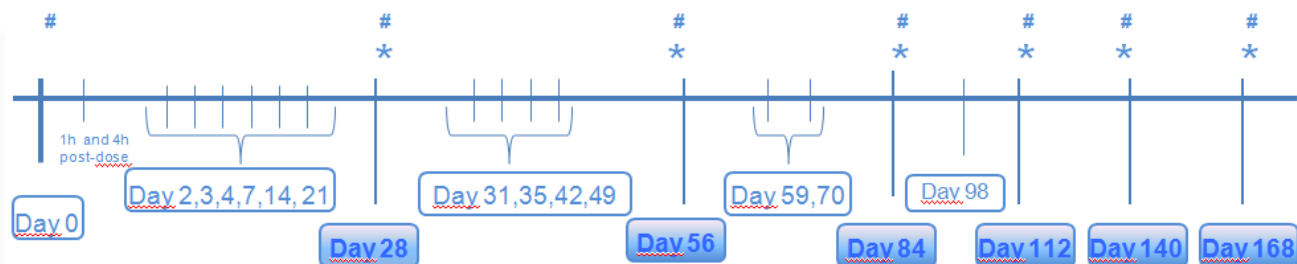 # # # # # # #
* * * * * *
1h and 4h
post-dose
Day 2,3,4,7,14, 21
Day 31,35,42,49
Day 59,70
Day 98
Day 0
Day 28
Day 56
Day 84
Day 112
Day 140
Day 168